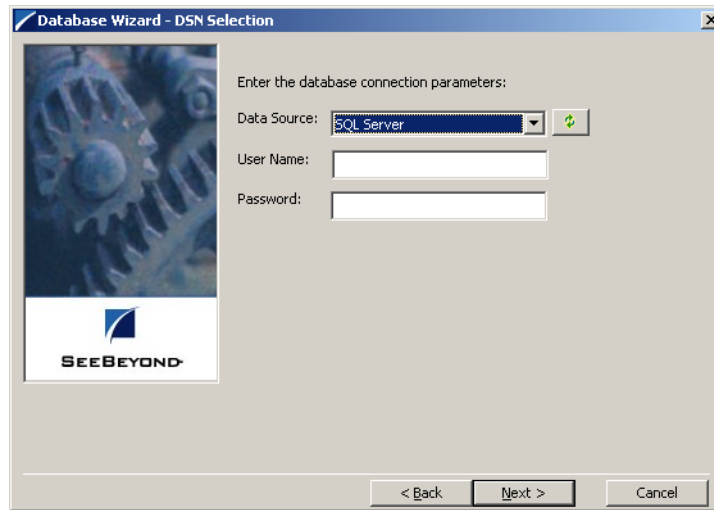 Database Wizard - DSN Selection
Enter the database connection parameters:
Data Source:
SQL Server
User Name:
Password:
SEEBEYOND
< Back
Next >
Cancel